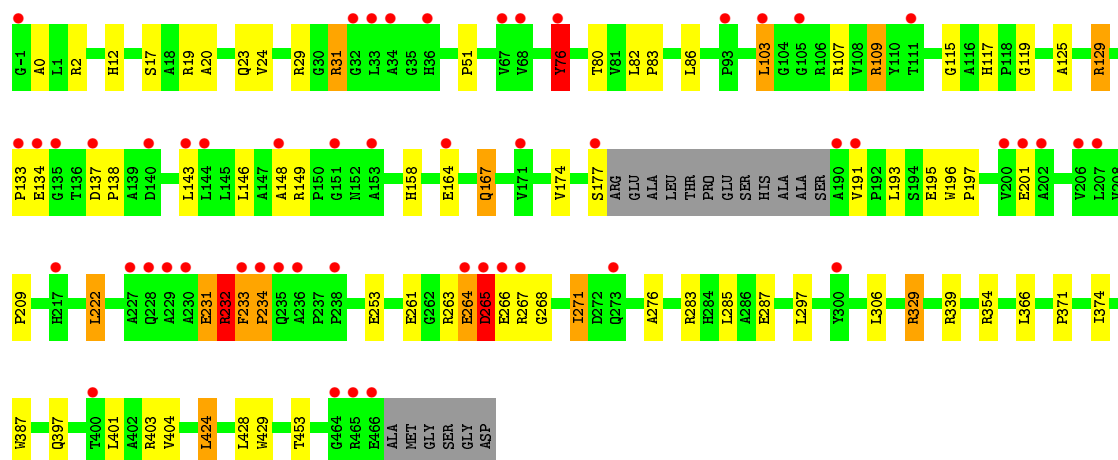 G-1 A0 L1 R2 H12 S17 A18 R19 A20 Q23 V24 R29 G30 R31 G32 L33 A34 G35 H36 P51 V67 V68 Y76 T80 V81 L82 P83 L86 P93 L103 G104 G105 R106 R107 V108 R109 Y110 T111 G115 A116 H117 P118 G119 A125 R129
P133 E134 G135 T136 D137 P138 A139 D140 L143 L144 L145 L146 A147 A148 R149 P150 G151 N152 A153 H158 E164 Q167 V171 V174 S177 ARG GLU ALA LEU THR PRO GLU SER HIS ALA ALA SER A190 V191 P192 L193 S194 E195 W196 P197 V200 E201 A202 V206 L207 V208
P209 H217 L222 A227 Q228 A229 A230 E231 R232 F233 P234 Q235 A236 P237 P238 E253 E261 G262 R263 E264 D265 E266 R267 G268 I271 D272 Q273 A276 R283 H284 L285 A286 E287 L297 Y300 L306 R329 R339 R354 L366 P371 I374
W387 Q397 T400 L401 A402 R403 V404 L424 L428 W429 T453 G464 R465 E466 ALA MET GLY SER GLY ASP